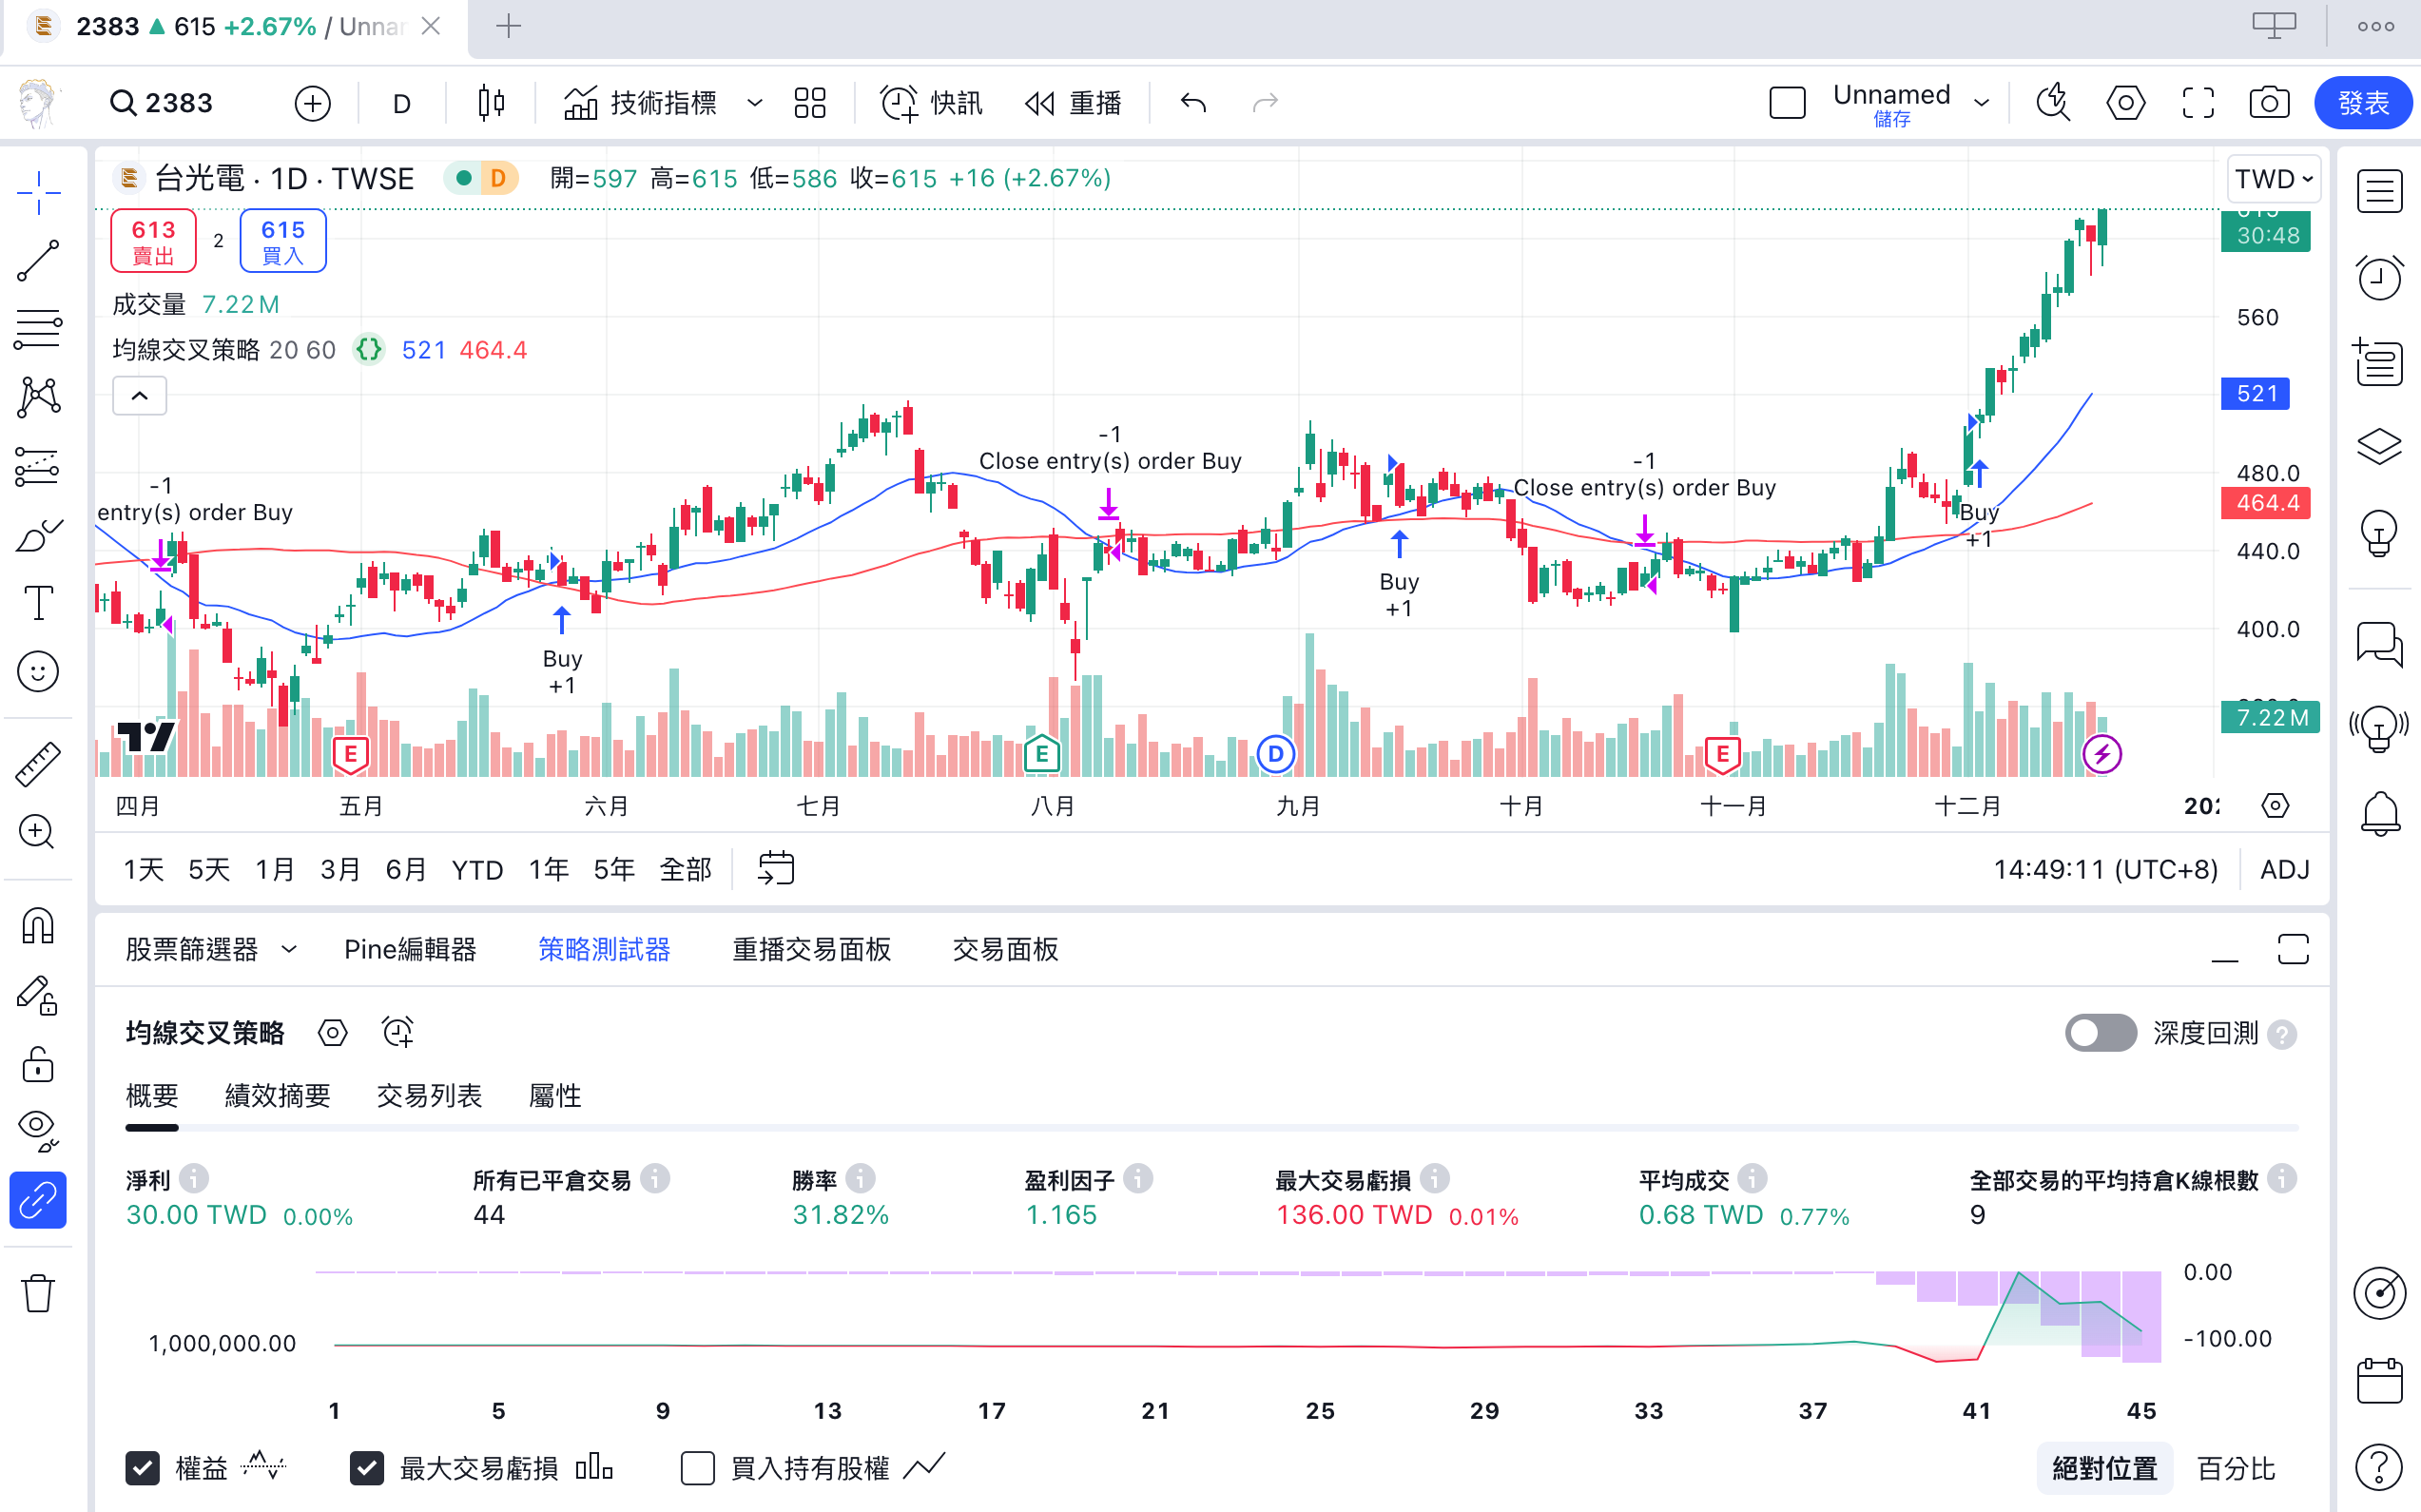 2383 ▲ 615 +2.67% / Unnar
2383 D 技術指標 快訊 重播 Unnamed 儲存 發表
台光電 · 1D · TWSE D 開=597 高=615 低=586 收=615 +16 (+2.67%) TWD
613 賣出 2 615 買入
30:48
成交量 7.22 M
均線交叉策略 20 60 {} 521 464.4
560
521
-1
Close entry(s) order Buy
-1
Close entry(s) order Buy
-1
entry(s) order Buy
480.0
464.4
440.0
400.0
7.22 M
Buy
+1
Buy
+1
Buy
+1
E E D E
四月 五月 六月 七月 八月 九月 十月 十一月 十二月
1天 5天 1月 3月 6月 YTD 1年 5年 全部 14:49:11 (UTC+8) ADJ
股票篩選器 Pine編輯器 策略測試器 重播交易面板 交易面板
均線交叉策略 深度回測 ?
概要 績效摘要 交易列表 屬性
淨利 所有已平倉交易 勝率 盈利因子 最大交易虧損 平均成交 全部交易的平均持倉K線根數
30.00 TWD 0.00% 44 31.82% 1.165 136.00 TWD 0.01% 0.68 TWD 0.77% 9
0.00
1,000,000.00 -100.00
1 5 9 13 17 21 25 29 33 37 41 45
權益 最大交易虧損 買入持有股權 絕對位置 百分比